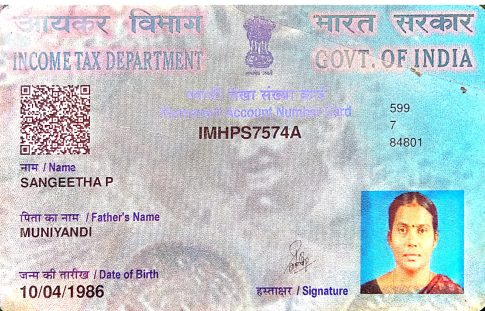 आयकर विभाग
INCOME TAX DEPARTMENT
भारत सरकार
GOVT. OF INDIA
स्थायी लेखा संख्या कार्ड
Permanent Account Number Card
IMHPS7574A
599
7
84801
नाम / Name
SANGEETHA P
पिता का नाम / Father's Name
MUNIYANDI
जन्म की तारीख / Date of Birth
10/04/1986
हस्ताक्षर / Signature